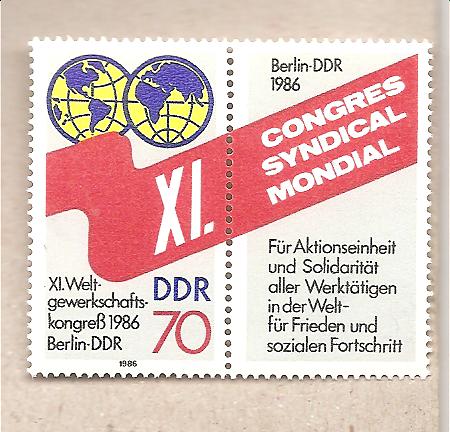 XI.
XI. Welt-
gewerkschafts-
kongreß 1986
Berlin-DDR
DDR
70
1986
Berlin-DDR
1986
CONGRES
SYNDICAL
MONDIAL
Für Aktionseinheit
und Solidarität
aller Werktätigen
in der Welt-
für Frieden und
sozialen Fortschritt